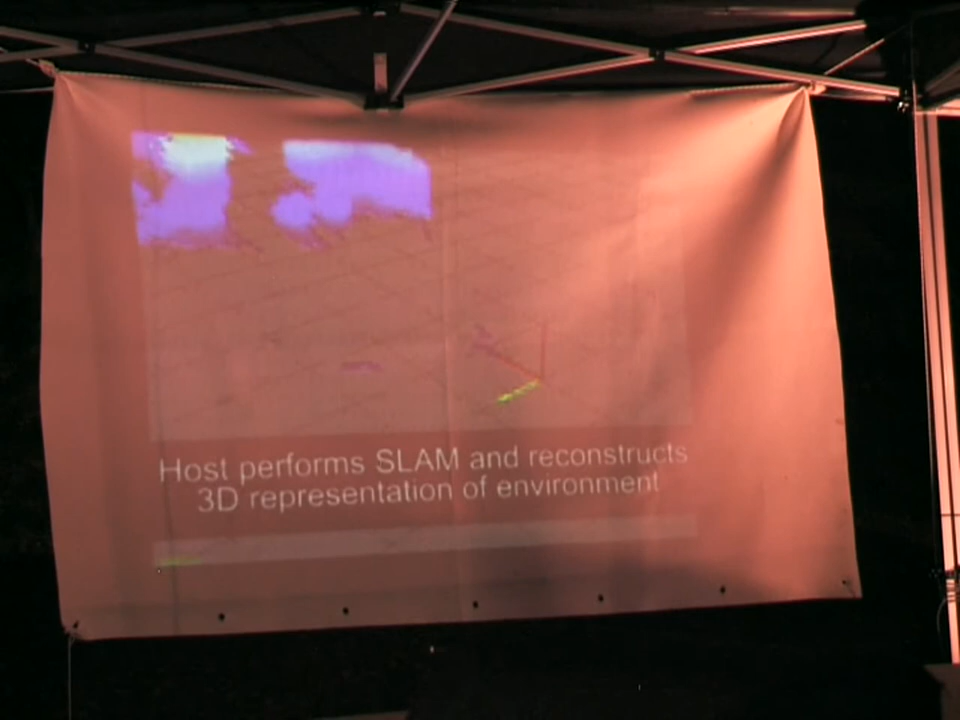 Host performs SLAM and reconstructs
3D representation of environment